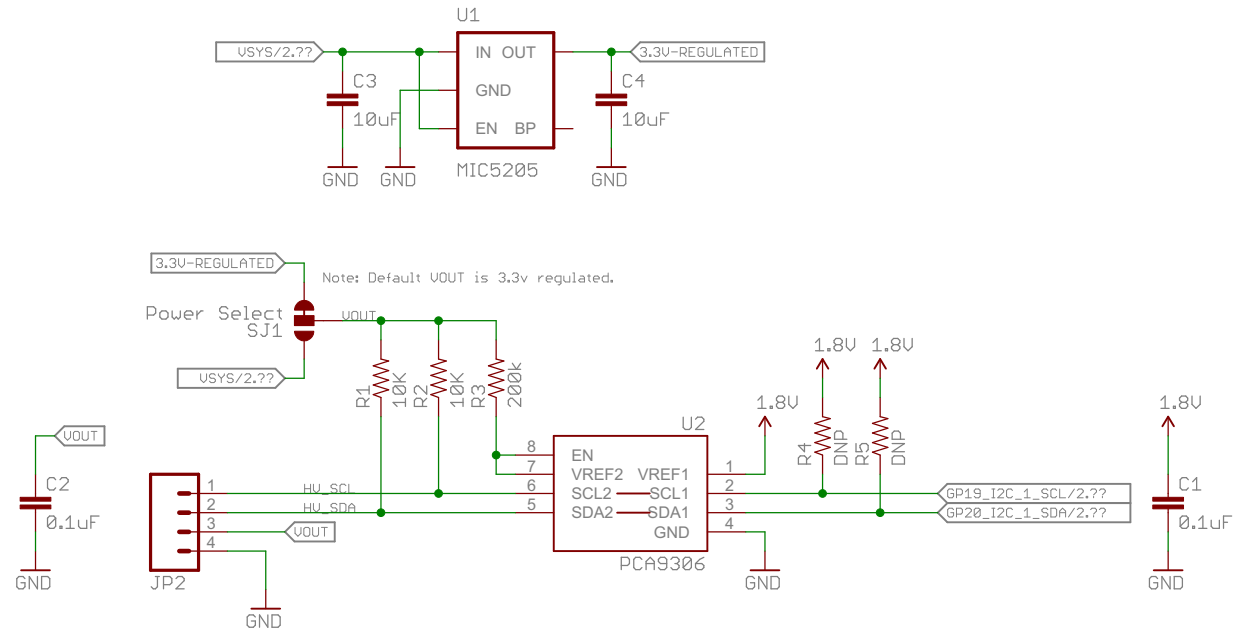 U1
VSYS/2.??
IN OUT
3.3V-REGULATED
C3
C4
GND
10uF
10uF
EN BP
GND
GND
MIC5205
GND
3.3V-REGULATED
Note: Default VOUT is 3.3v regulated.
Power Select
SJ1
VOUT
VSYS/2.??
R1
10K
R2
10K
R3
200k
1.8V
1.8V
1.8V
1.8V
R4
DNP
R5
DNP
U2
VOUT
8
EN
7
VREF2 VREF1
1
6
SCL2
SCL1
2
5
SDA2
SDA1
3
GND
4
PCA9306
GND
C2
0.1uF
GND
1
HV_SCL
2
HV_SDA
3
VOUT
4
JP2
GND
GP19_I2C_1_SCL/2.??
GP20_I2C_1_SDA/2.??
C1
0.1uF
GND